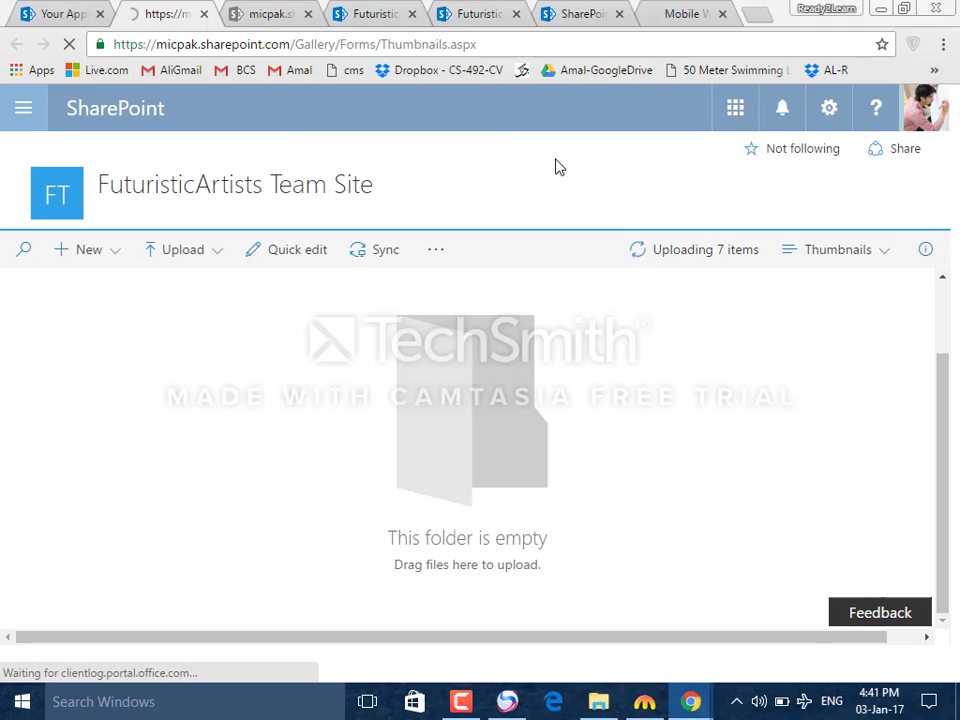 Your App
https://m
micpak.sl
Futuristic
Futuristic
SharePoi
Mobile W
Ready2Learn
https://micpak.sharepoint.com/Gallery/Forms/Thumbnails.aspx
Apps
Live.com
AliGmail
BCS
Amal
cms
Dropbox - CS-492-CV
Amal-GoogleDrive
50 Meter Swimming
AL-R
SharePoint
Not following
Share
FT
FuturisticArtists Team Site
New
Upload
Quick edit
Sync
Uploading 7 items
Thumbnails
TechSmith
MADE WITH CAMTASIA FREE TRIAL
This folder is empty
Drag files here to upload.
Feedback
Waiting for clientlog.portal.office.com...
Search Windows
ENG
4:41 PM
03-Jan-17